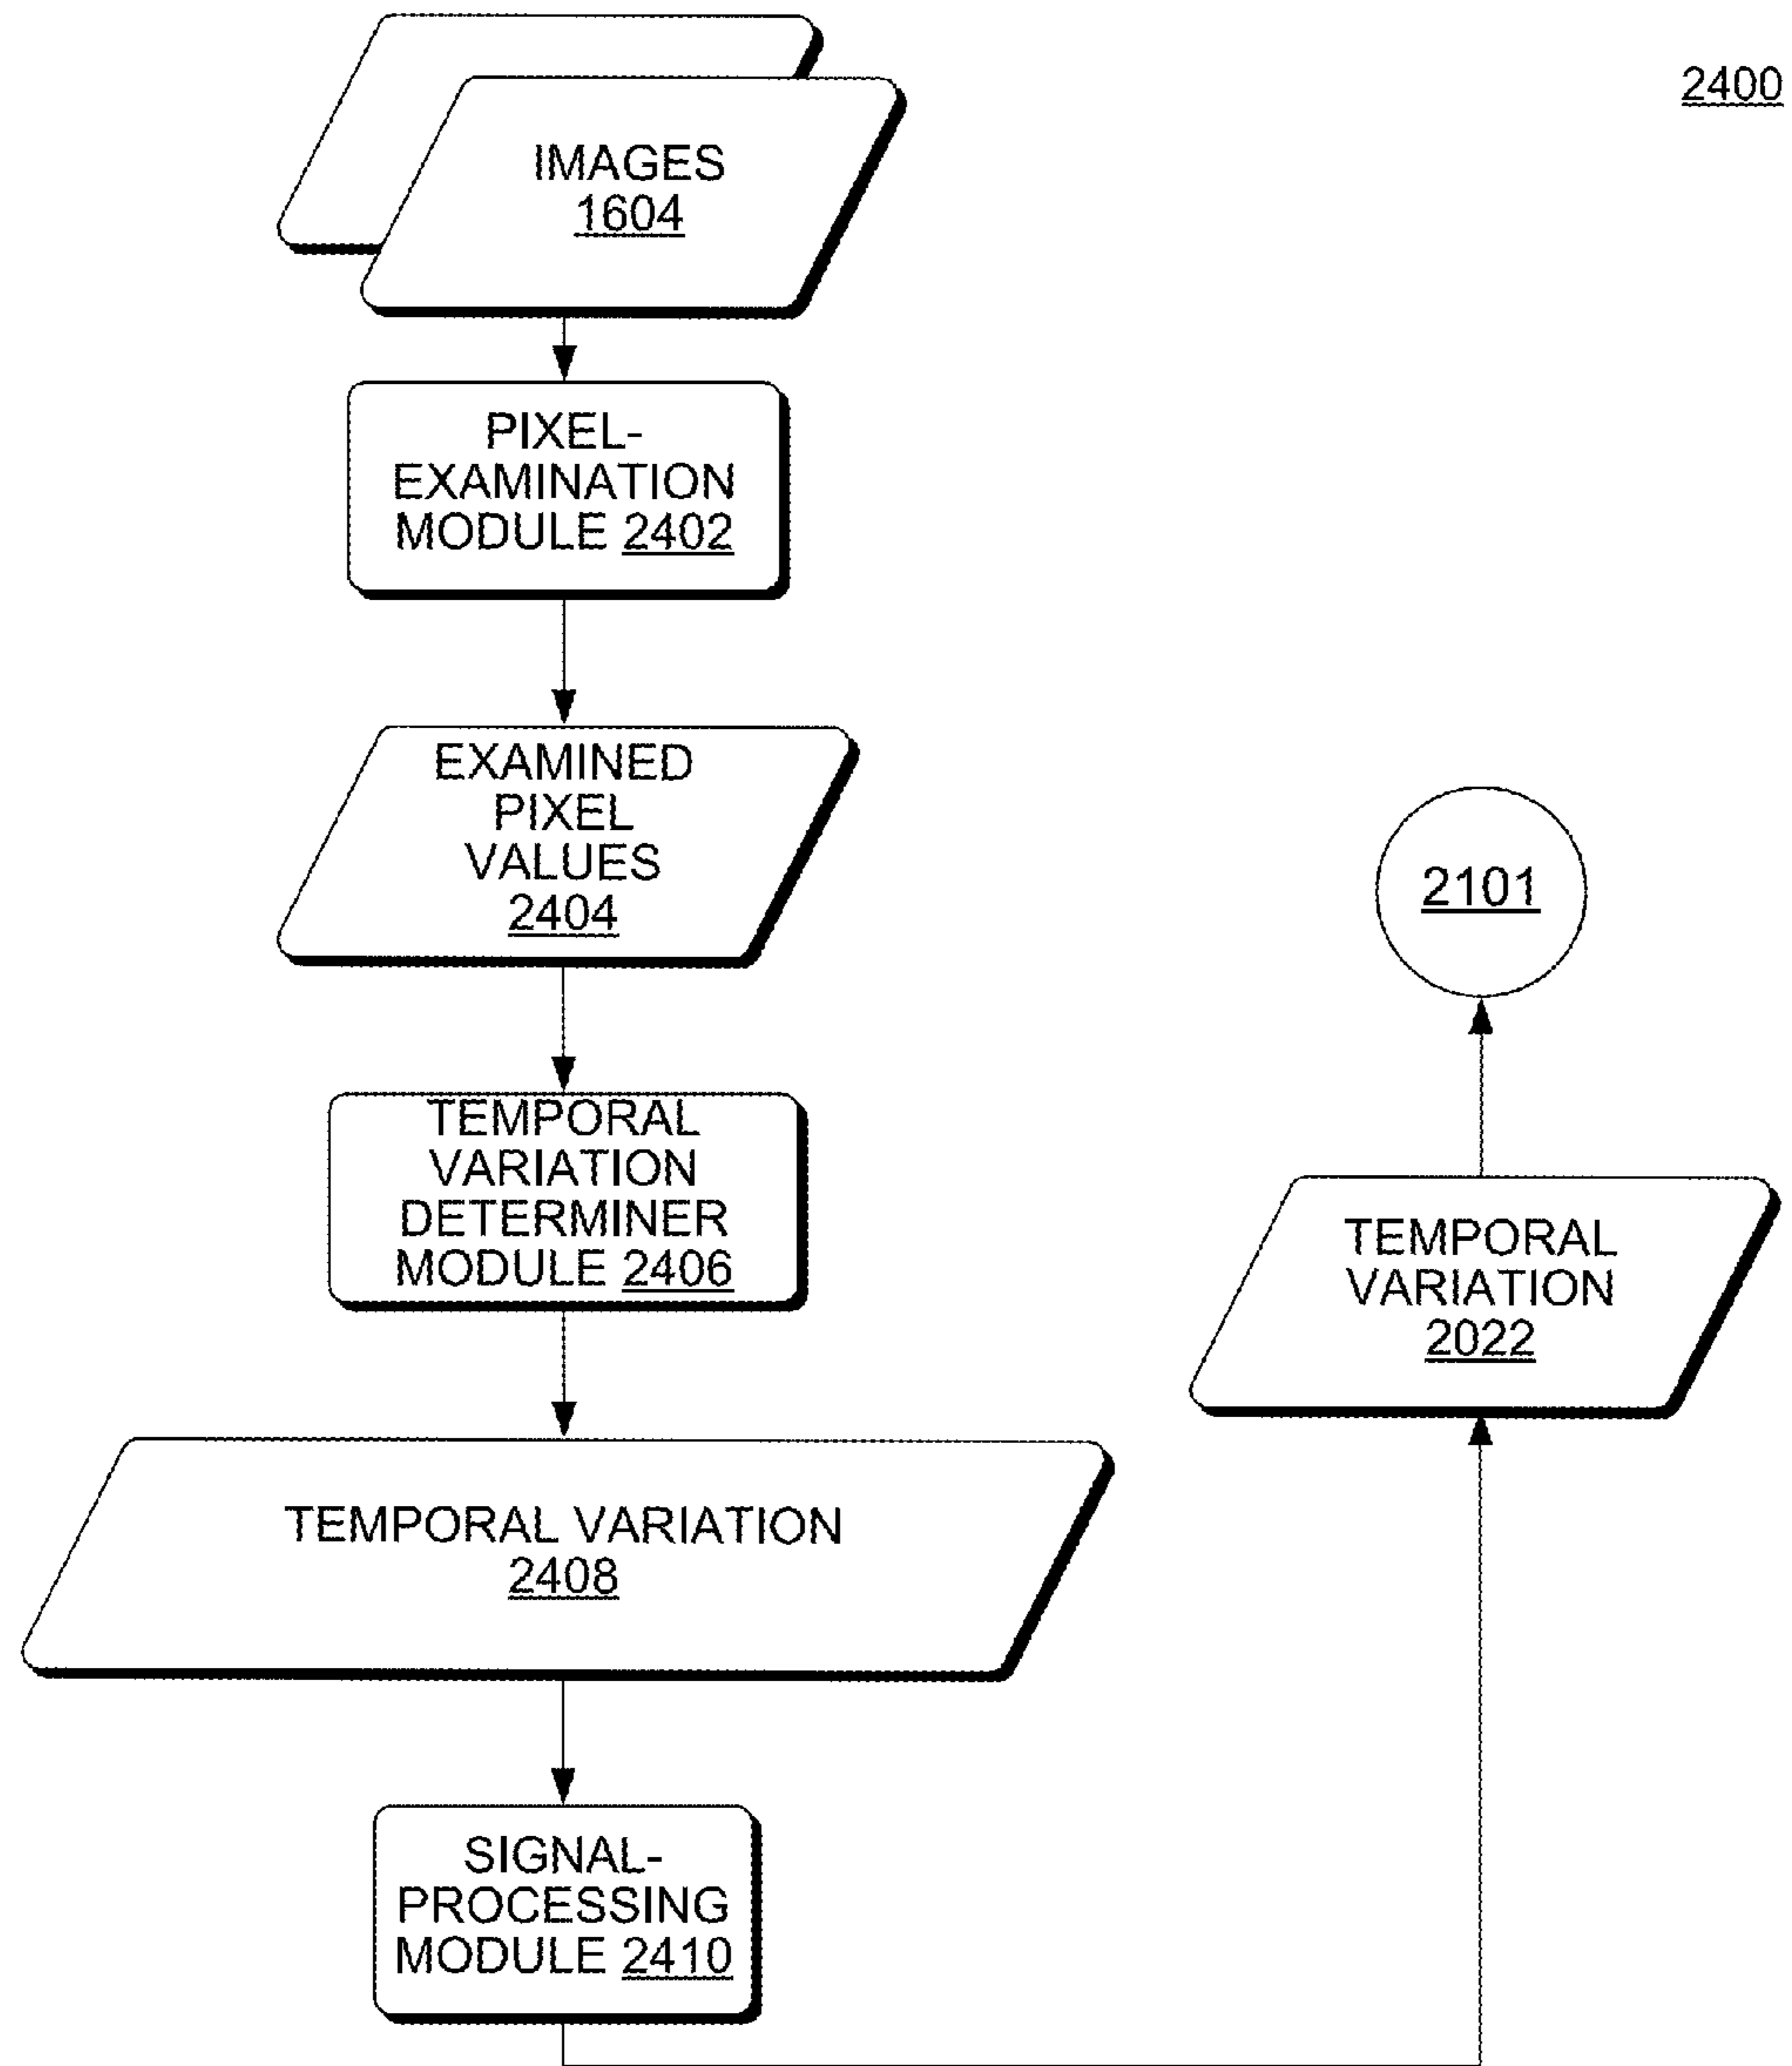 2400
IMAGES
1604
PIXEL-
EXAMINATION
MODULE 2402
EXAMINED
PIXEL
VALUES
2404
TEMPORAL
VARIATION
DETERMINER
MODULE 2406
TEMPORAL VARIATION
2408
SIGNAL-
PROCESSING
MODULE 2410
TEMPORAL
VARIATION
2022
2101